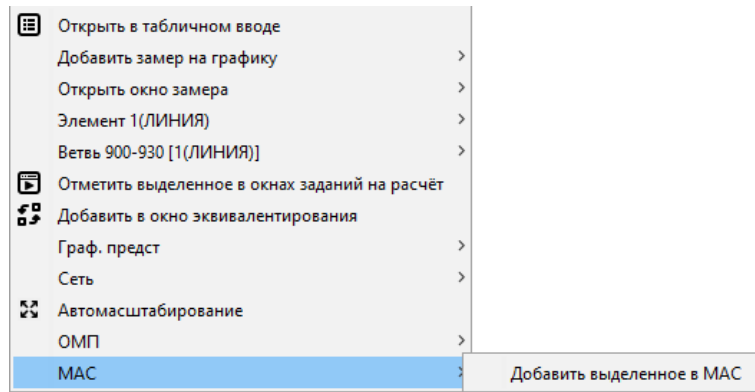 Открыть в табличном вводе
Добавить замер на графику
Открыть окно замера
Элемент 1(ЛИНИЯ)
Ветвь 900-930 [1(ЛИНИЯ)]
Отметить выделенное в окнах заданий на расчёт
Добавить в окно эквивалентирования
Граф. предст
Сеть
Автомасштабирование
ОМП
МАС
Добавить выделенное в МАС